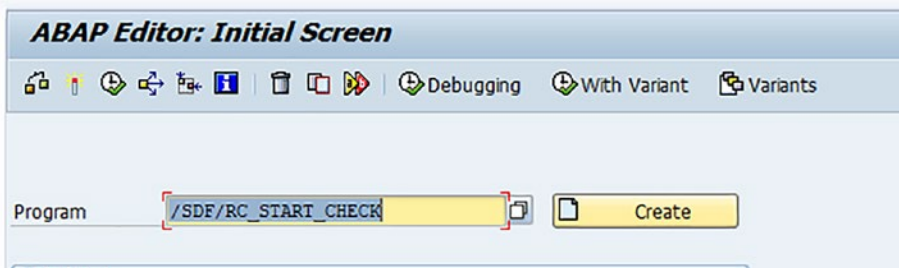 ABAP Editor: Initial Screen
Debugging With Variant Variants
Program /SDF/RC_START_CHECK Create